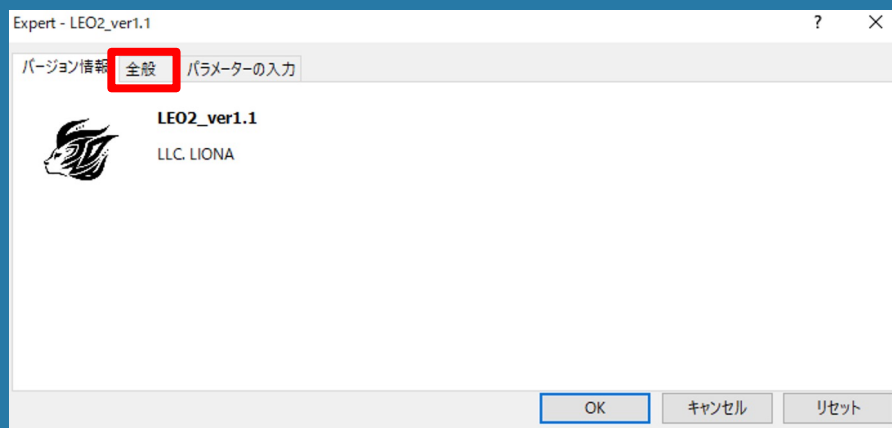 Expert - LEO2_ver1.1 ? ×
バージョン情報 全般 パラメーターの入力
LEO2_ver1.1
LLC. LIONA
OK キャンセル リセット